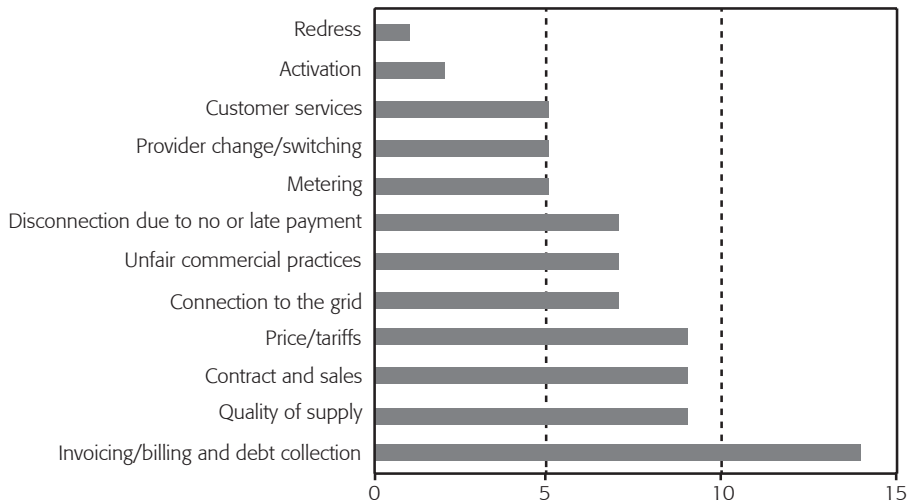 Redress
Activation
Customer services
Provider change/switching
Metering
Disconnection due to no or late payment
Unfair commercial practices
Connection to the grid
Price/tariffs
Contract and sales
Quality of supply
Invoicing/billing and debt collection
0 5 10 15